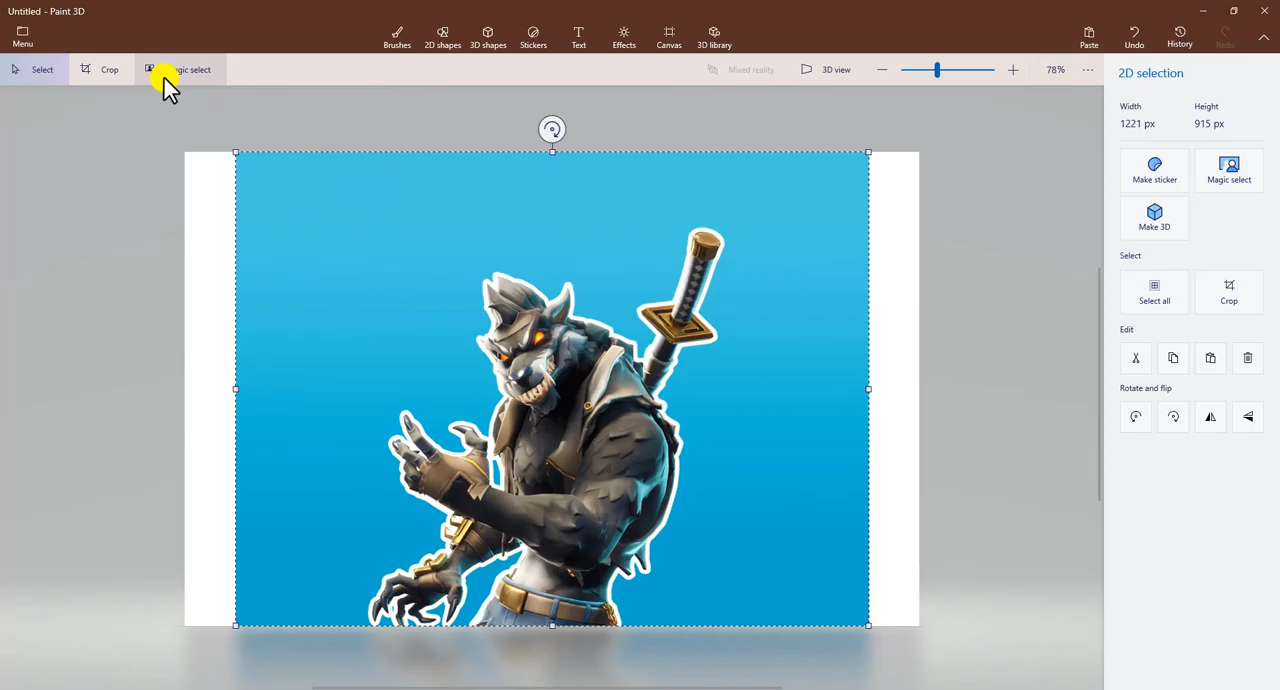 Untitled - Paint 3D
Menu
Brushes
2D shapes
3D shapes
Stickers
Text
Effects
Canvas
3D library
Paste
Undo
History
Redo
Select
Crop
gic select
Mixed reality
3D view
78%
2D selection
Width
Height
1221 px
915 px
Make sticker
Magic select
Make 3D
Select
Select all
Crop
Edit
Rotate and flip